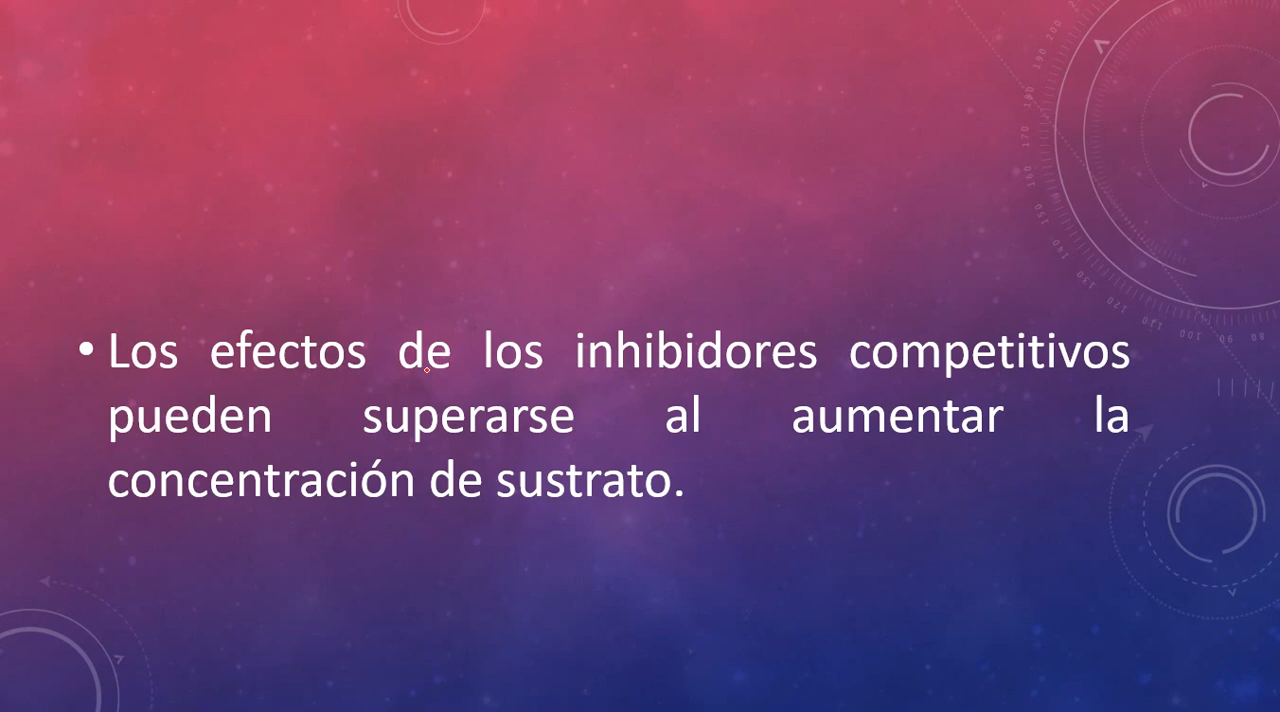 • Los efectos de los inhibidores competitivos
pueden superarse al aumentar la
concentración de sustrato.